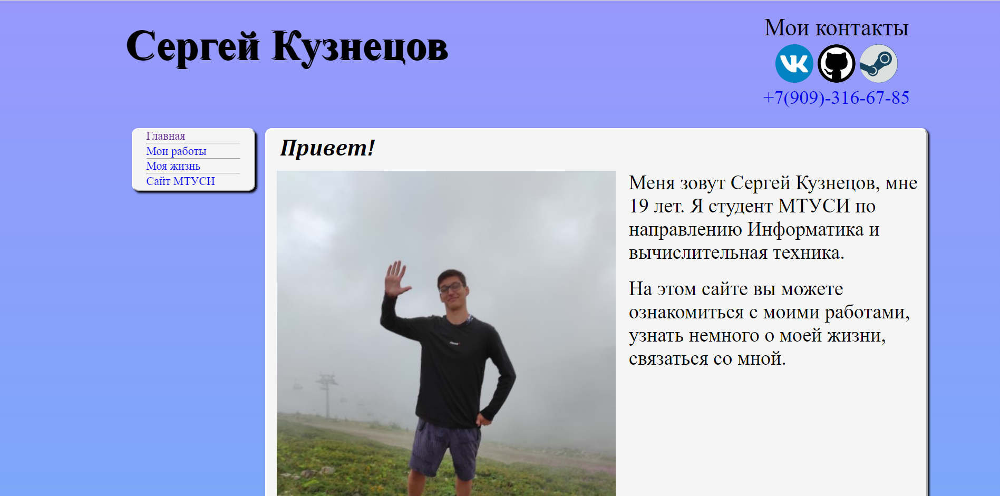 Сергей Кузнецов
Мои контакты
+7(909)-316-67-85
Главная
Мои работы
Моя жизнь
Сайт МТУСИ
Привет!
Меня зовут Сергей Кузнецов, мне
19 лет. Я студент МТУСИ по
направлению Информатика и
вычислительная техника.
На этом сайте вы можете
ознакомиться с моими работами,
узнать немного о моей жизни,
связаться со мной.